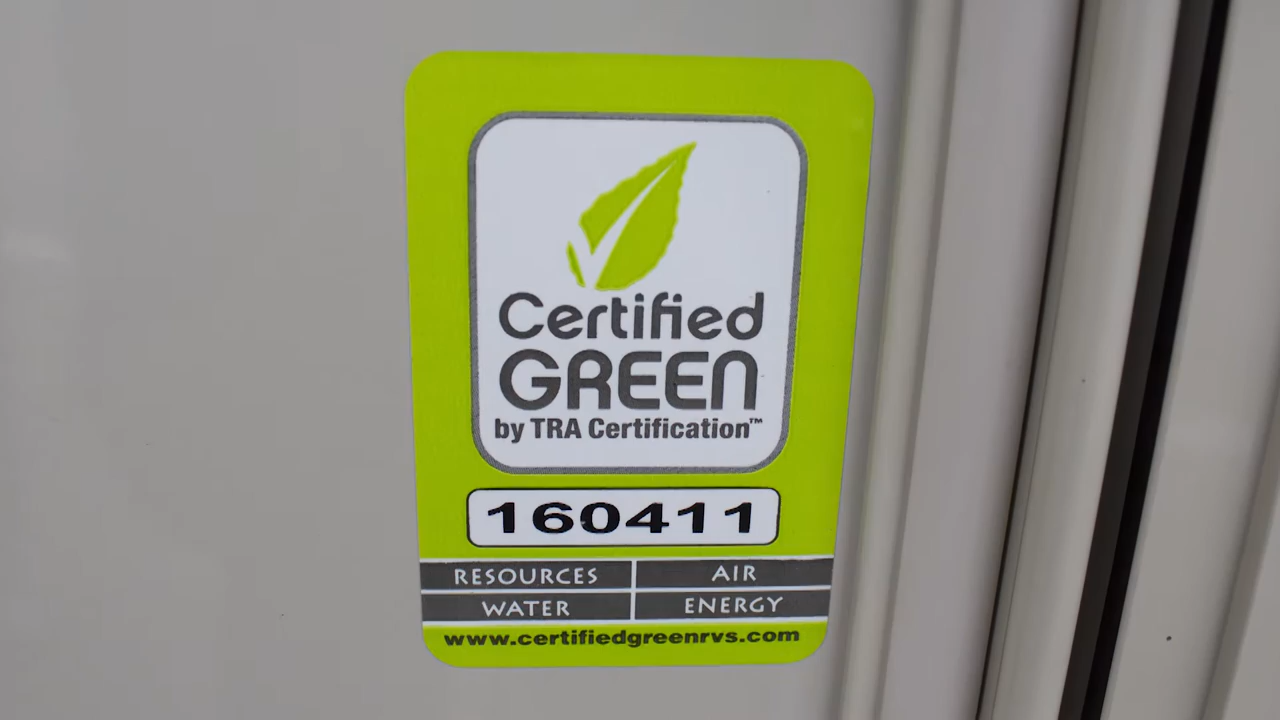 Certified
GREEN
by TRA Certification™
160411
RESOURCES AIR
WATER ENERGY
www.certifiedgreenrvs.com